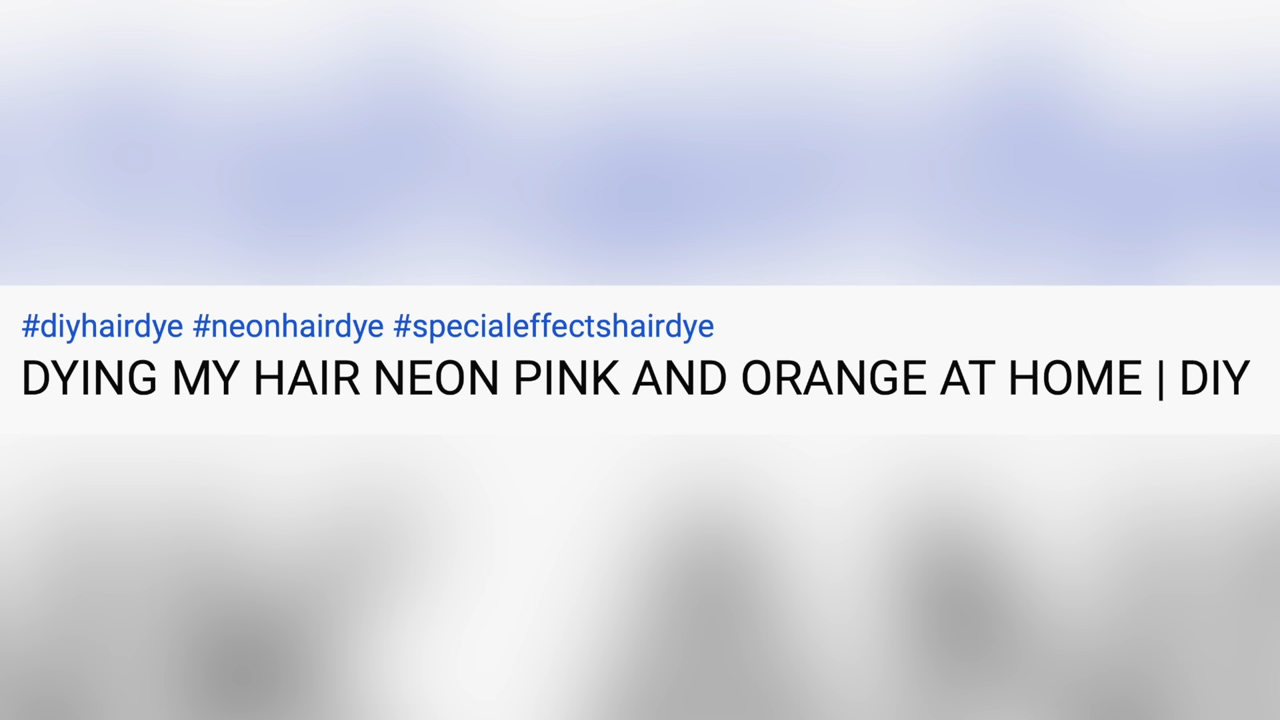 #diyhairdye #neonhairdye #specialeffectshairdye
DYING MY HAIR NEON PINK AND ORANGE AT HOME | DIY